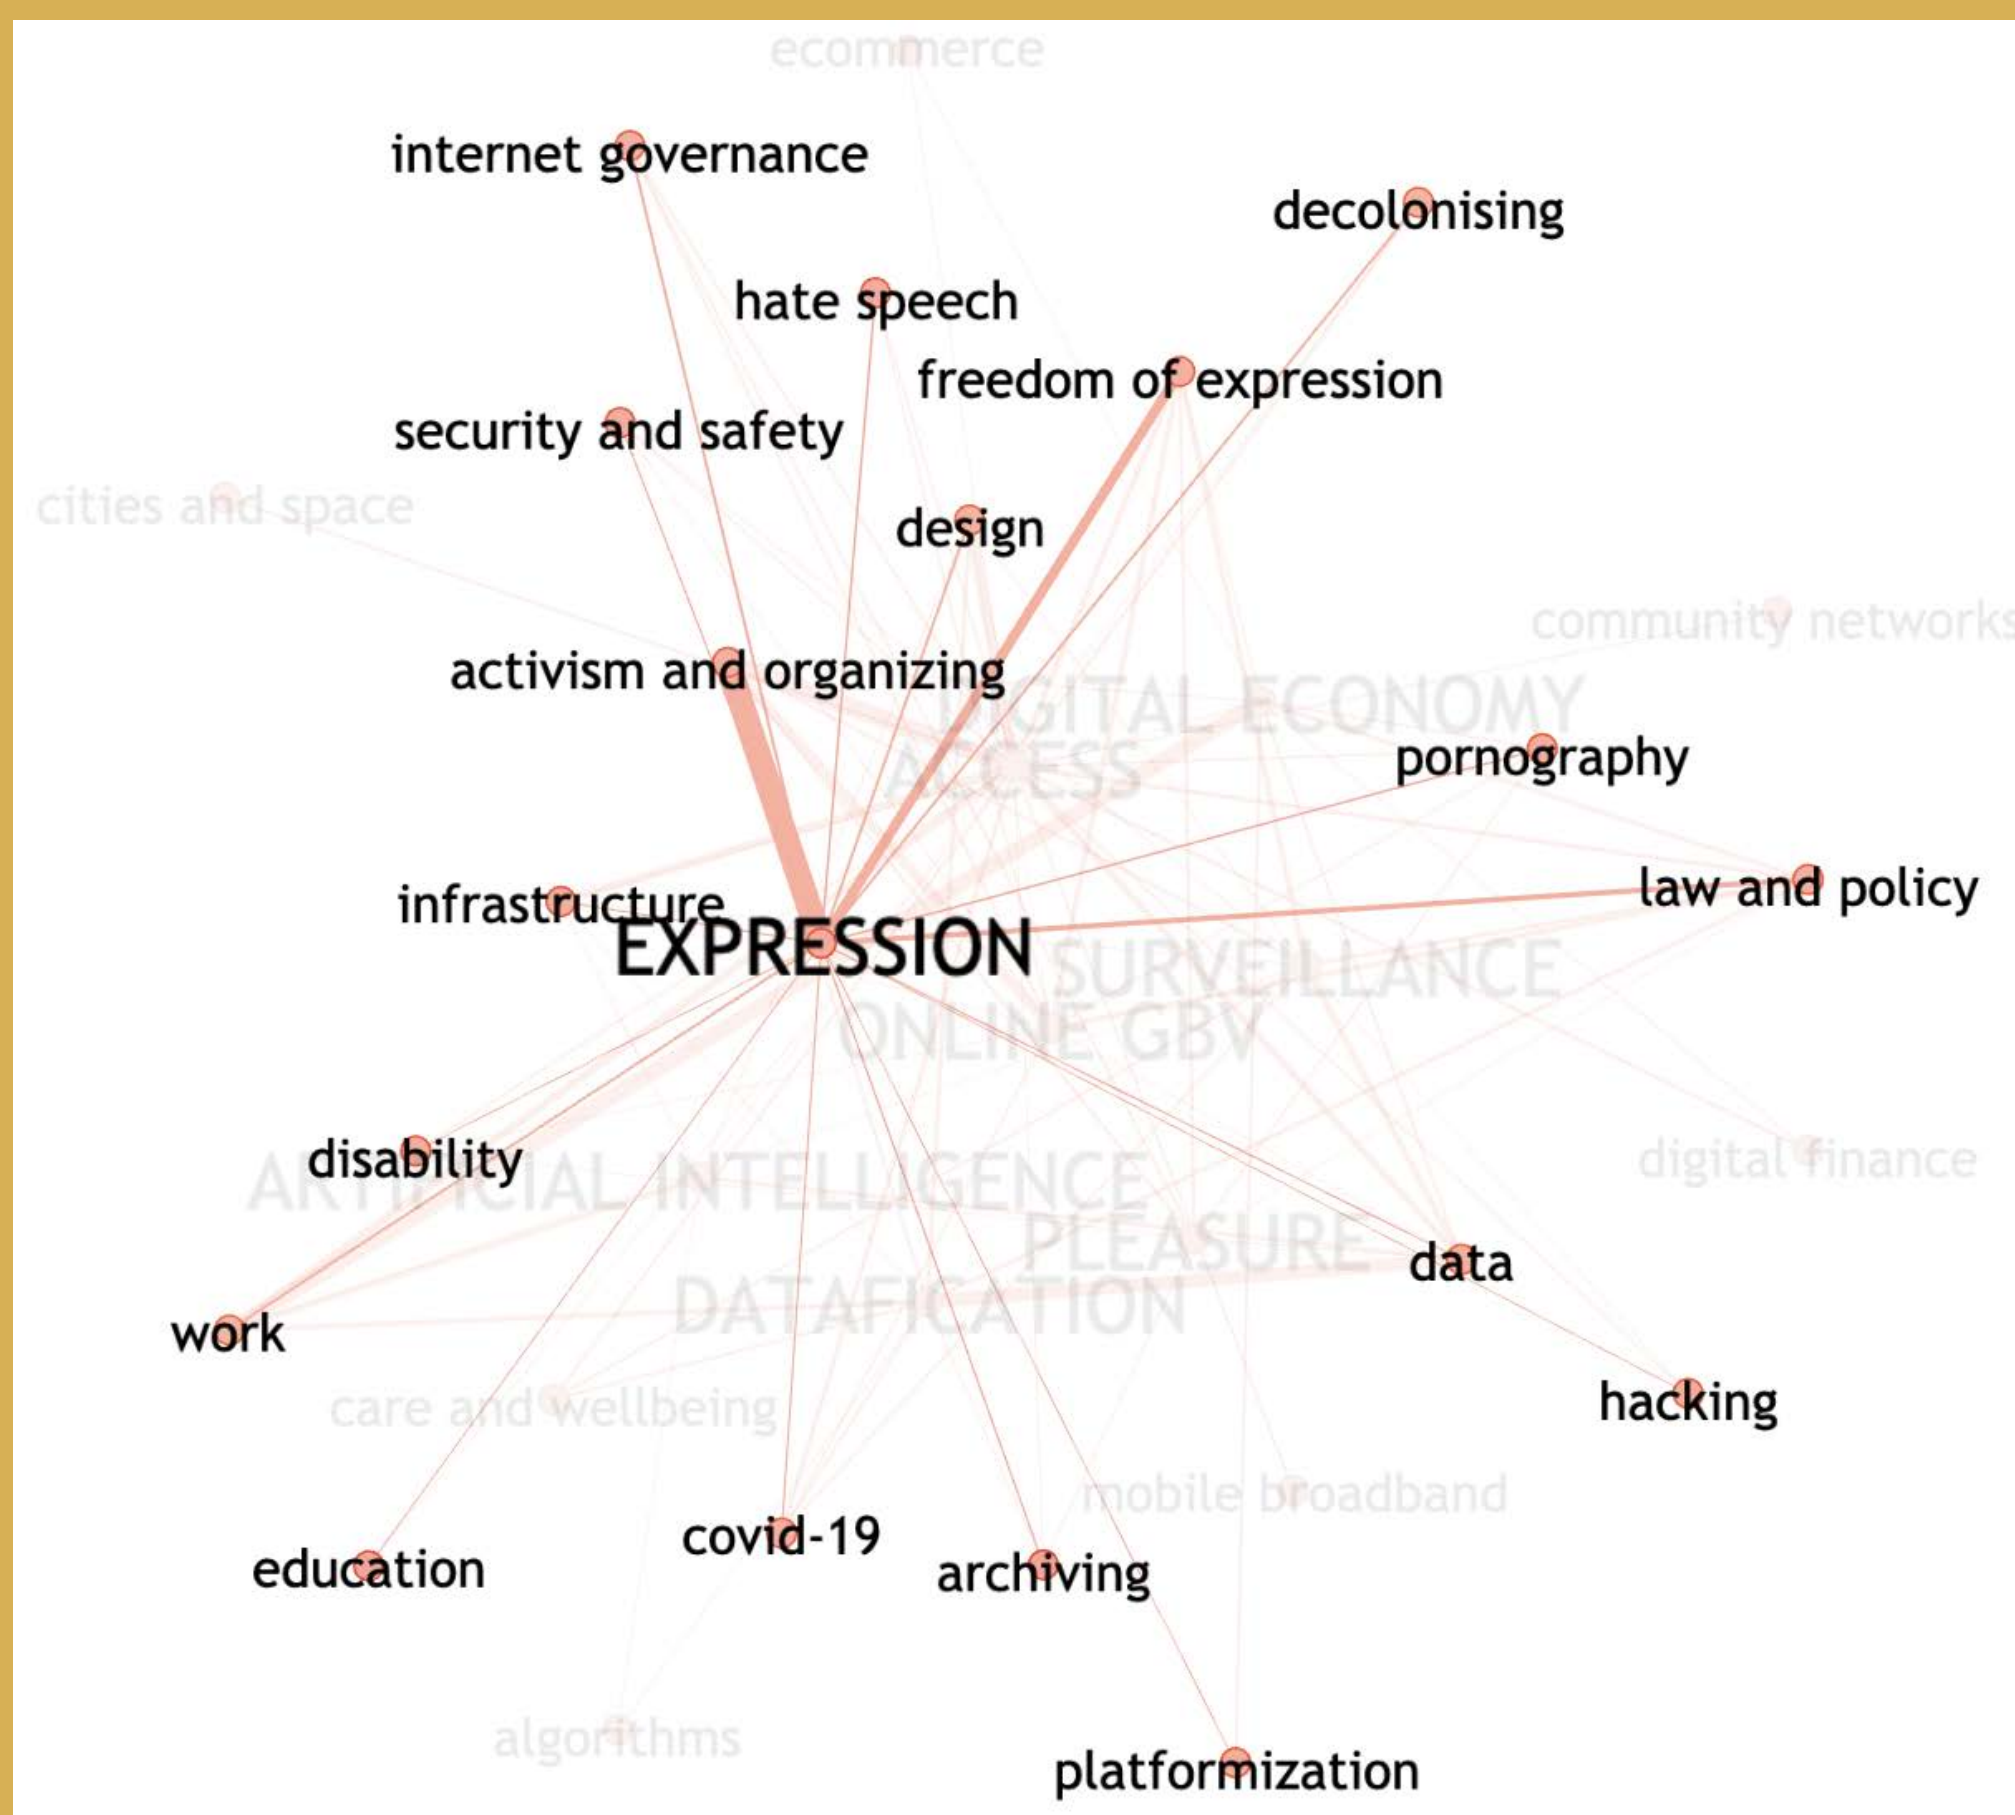 ecommerce
internet governance
decolonising
hate speech
freedom of expression
security and safety
cities and space
design
community networks
activism and organizing
DIGITAL ECONOMY
pornography
ACCESS
law and policy
infrastructure
EXPRESSION
SURVEILLANCE
ONLINE GBV
disability
digital finance
ARTIFICIAL INTELLIGENCE
PLEASURE
data
DATAFICATION
work
hacking
care and wellbeing
mobile broadband
covid-19
education
archiving
algorithms
platformization